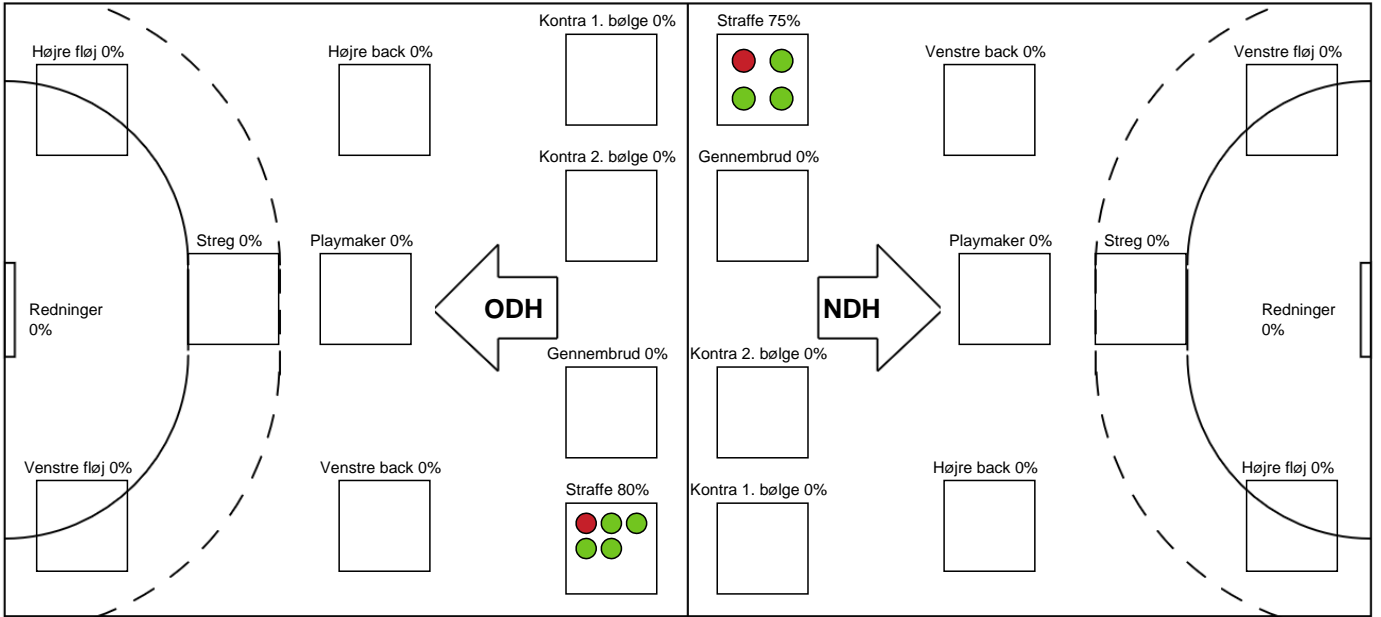 Kontra 1. bølge 0%
Straffe 75%
Højre fløj 0%
Højre back 0%
Venstre back 0%
Venstre fløj 0%
Kontra 2. bølge 0%
Gennembrud 0%
Streg 0%
Playmaker 0%
Playmaker 0%
Streg 0%
Redninger
0%
ODH
NDH
Redninger
0%
Gennembrud 0%
Kontra 2. bølge 0%
Venstre fløj 0%
Venstre back 0%
Højre back 0%
Højre fløj 0%
Straffe 80%
Kontra 1. bølge 0%